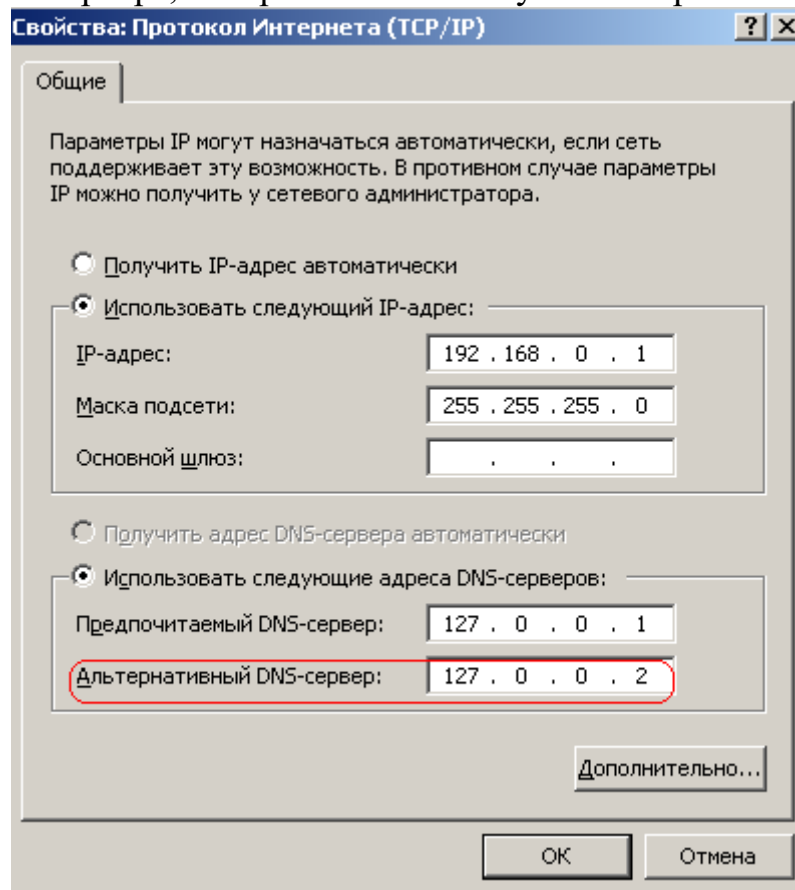 Свойства: Протокол Интернета (TCP/IP)
Общие
Параметры IP могут назначаться автоматически, если сеть
поддерживает эту возможность. В противном случае параметры
IP можно получить у сетевого администратора.
Получить IP-адрес автоматически
Использовать следующий IP-адрес:
IP-адрес: 192 . 168 . 0 . 1
Маска подсети: 255 . 255 . 255 . 0
Основной шлюз: . . .
Получить адрес DNS-сервера автоматически
Использовать следующие адреса DNS-серверов:
Предпочитаемый DNS-сервер: 127 . 0 . 0 . 1
Альтернативный DNS-сервер: 127 . 0 . 0 . 2
Дополнительно...
ОК Отмена